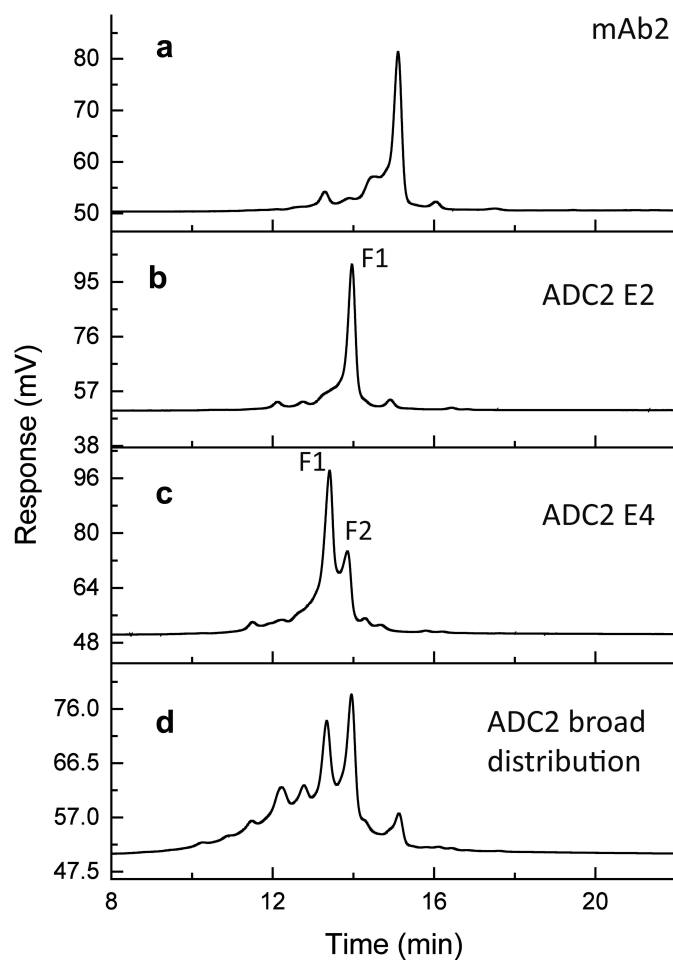 a
mAb2
80
70
60
50
b
F1
ADC2 E2
95
76
57
38
c
F1
F2
ADC2 E4
96
80
64
48
d
ADC2 broad
distribution
76.0
66.5
57.0
47.5
8
12
16
20
Response (mV)
Time (min)